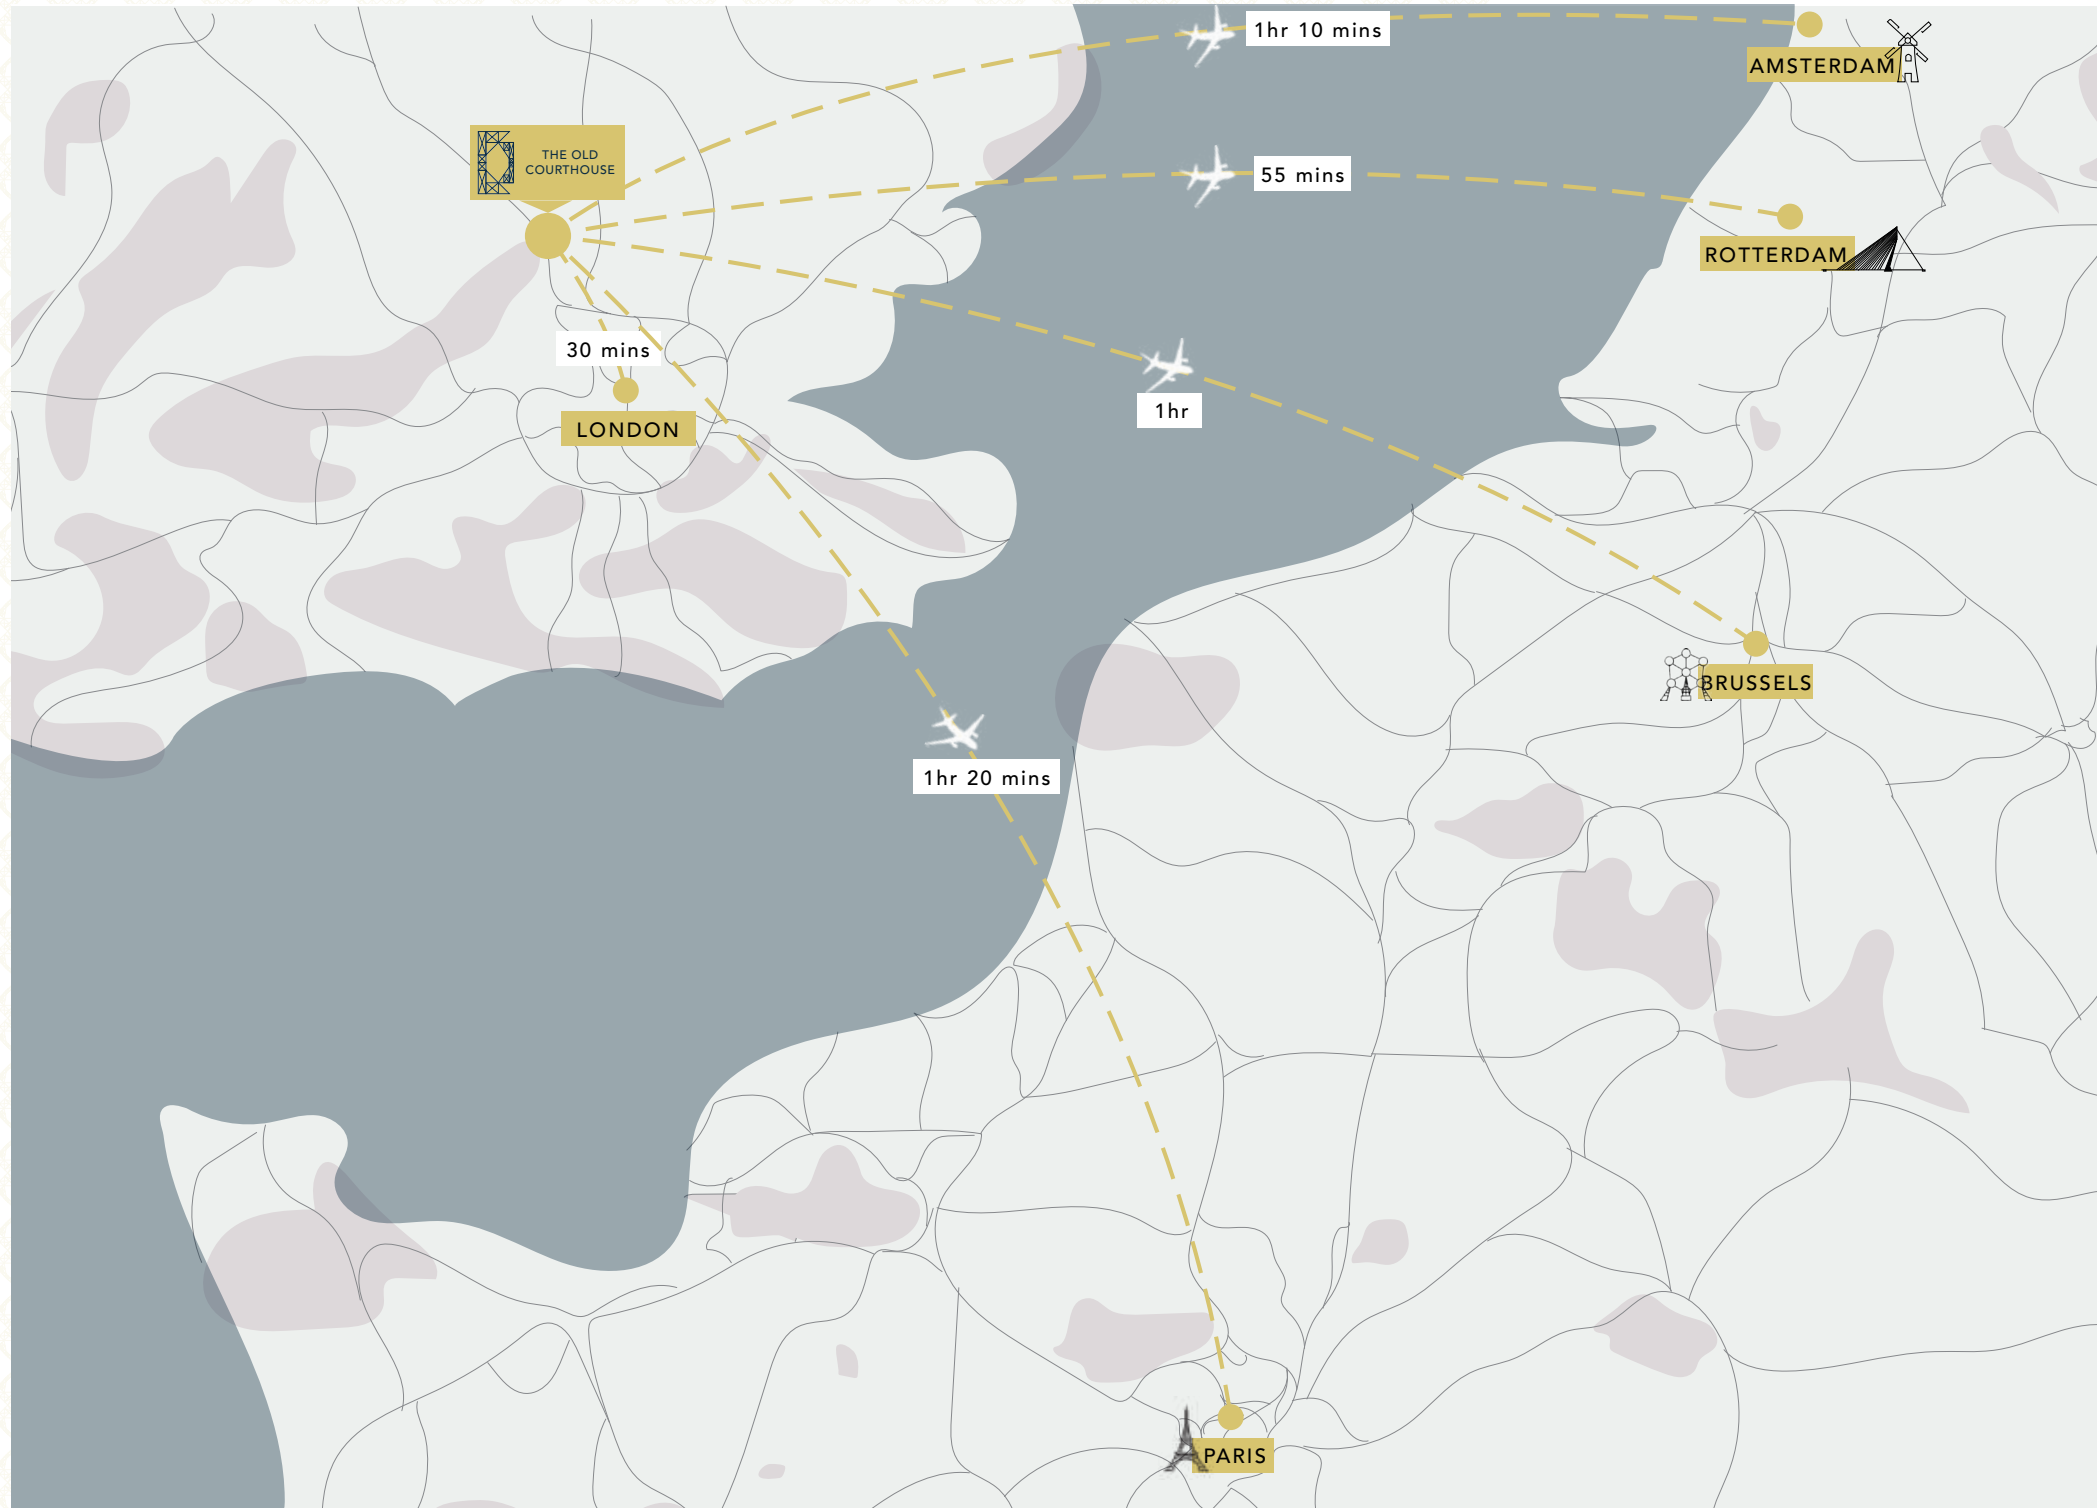 1hr 10 mins
AMSTERDAM
THE OLD
COURTHOUSE
55 mins
ROTTERDAM
30 mins
1hr
LONDON
BRUSSELS
1hr 20 mins
PARIS